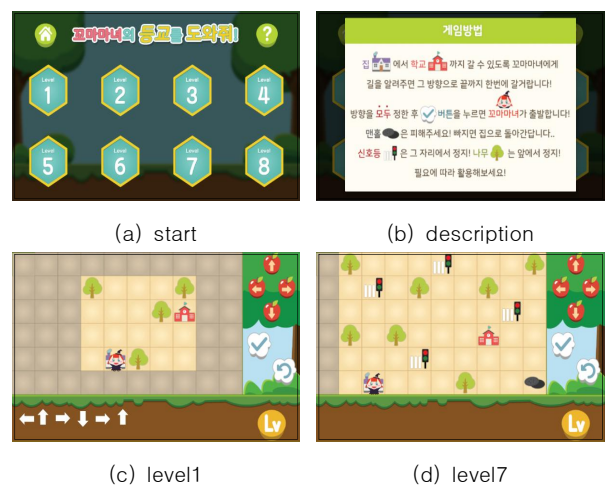 꼬마마녀의 등교를 도와줘!
?
Level 1
Level 2
Level 3
Level 4
Level 5
Level 6
Level 7
Level 8
(a) start
게임방법
집 에서 학교 까지 갈 수 있도록 꼬마마녀에게
길을 알려주면 그 방향으로 끝까지 한번에 갈거랍니다!
방향을 모두 정한 후 버튼을 누르면 꼬마마녀가 출발합니다!
맨홀 은 피해주세요! 빠지면 집으로 돌아간답니다..
신호등 은 그 자리에서 정지! 나무 는 앞에서 정지!
필요에 따라 활용해보세요!
(b) description
←↑→↓→↑
Lv
(c) level1
Lv
(d) level7